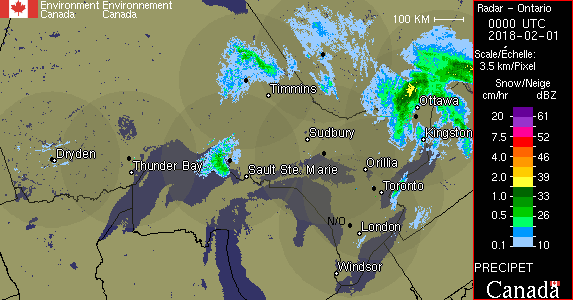 Environment Environnement
Canada Canada
100 KM
Timmins
Ottawa
Kingston
Sudbury
Dryden
Thunder Bay
Sault Ste. Marie
Orillia
Toronto
N/O
London
Windsor
Radar - Ontario
0000 UTC
2018-02-01
Scale/Échelle:
3.5 km/Pixel
Snow/Neige
cm/hr dBZ
20 61
7.5 52
4.0 46
2.0 39
1.0 33
0.5 26
0.1 10
PRECIPET
Canada